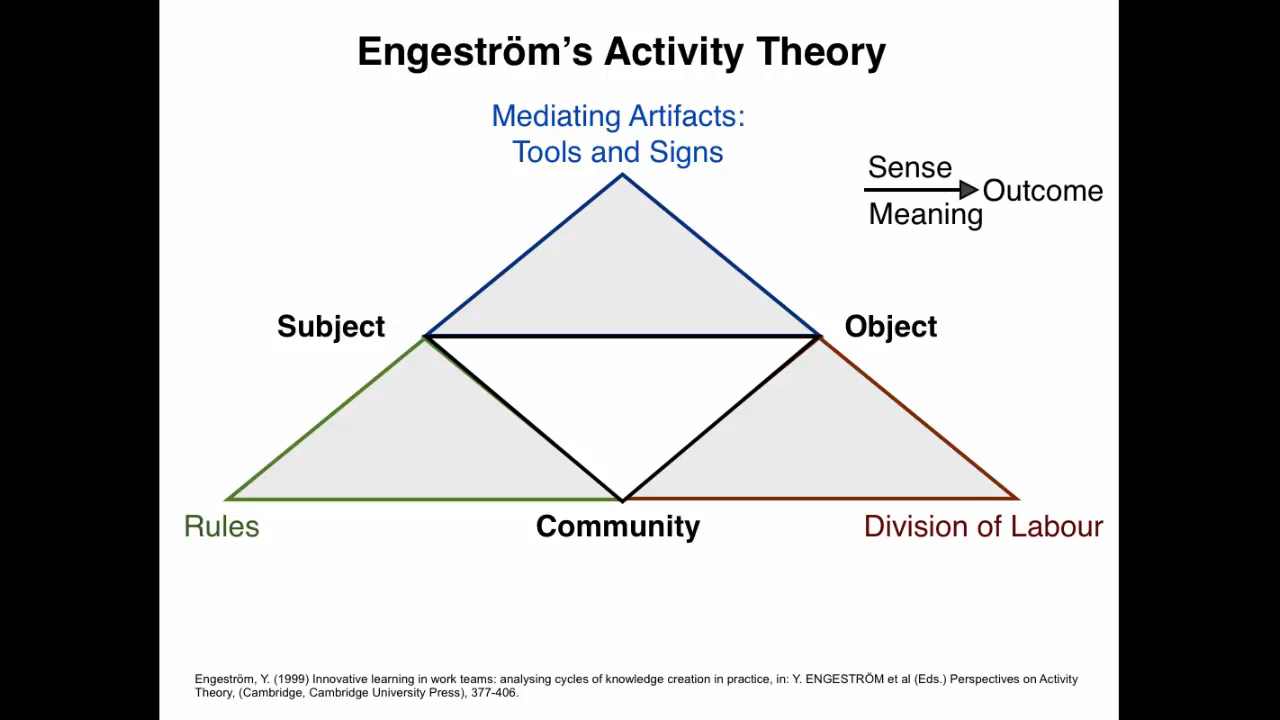 Engeström’s Activity Theory
Mediating Artifacts:
Tools and Signs
Sense
Outcome
Meaning
Subject
Object
Rules
Community
Division of Labour
Engeström, Y. (1999) Innovative learning in work teams: analysing cycles of knowledge creation in practice, in: Y. ENGESTRÖM et al (Eds.) Perspectives on Activity
Theory, (Cambridge, Cambridge University Press), 377-406.